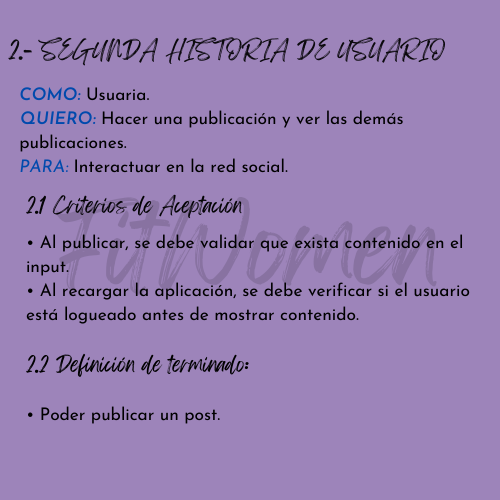 2.- SEGUNDA HISTORIA DE USUARIO
COMO: Usuaria.
QUIERO: Hacer una publicación y ver las demás
publicaciones.
PARA: Interactuar en la red social.
2.1 Criterios de Aceptación
• Al publicar, se debe validar que exista contenido en el
input.
• Al recargar la aplicación, se debe verificar si el usuario
está logueado antes de mostrar contenido.
FitWomen
2.2 Definición de terminado:
• Poder publicar un post.